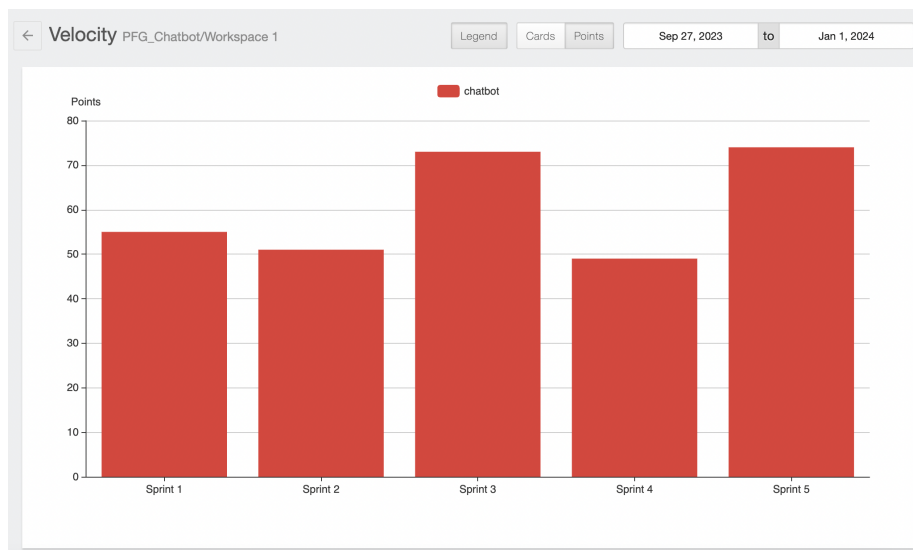 ← Velocity PFG_Chatbot/Workspace 1 Legend Cards Points Sep 27, 2023 to Jan 1, 2024
chatbot
Points
80
70
60
50
40
30
20
10
0
Sprint 1 Sprint 2 Sprint 3 Sprint 4 Sprint 5